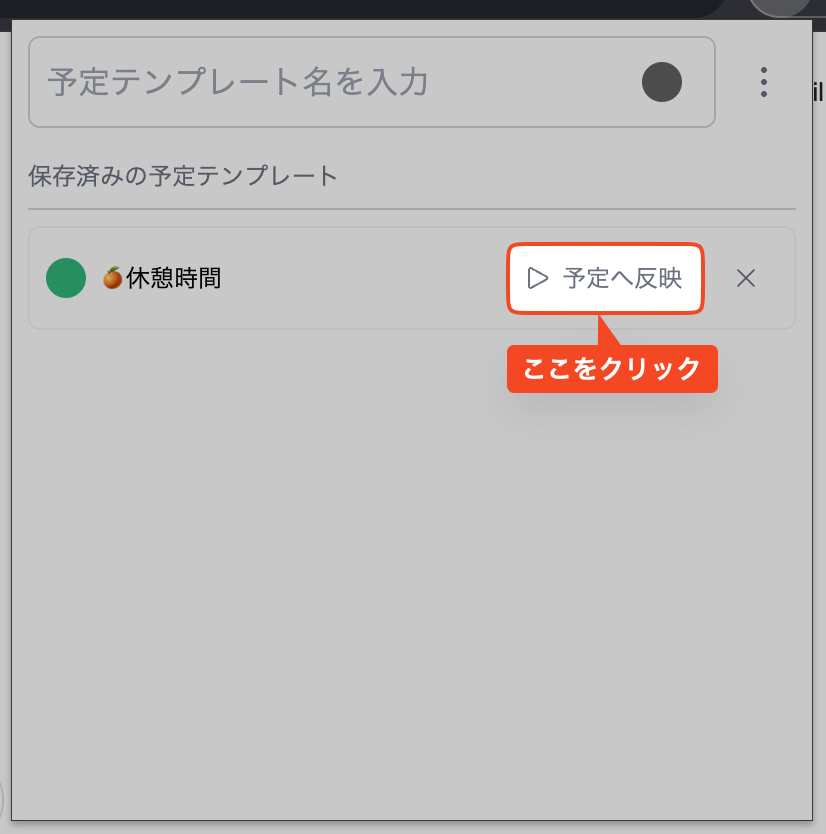 予定テンプレート名を入力
il
保存済みの予定テンプレート
🍊休憩時間
予定へ反映
ここをクリック